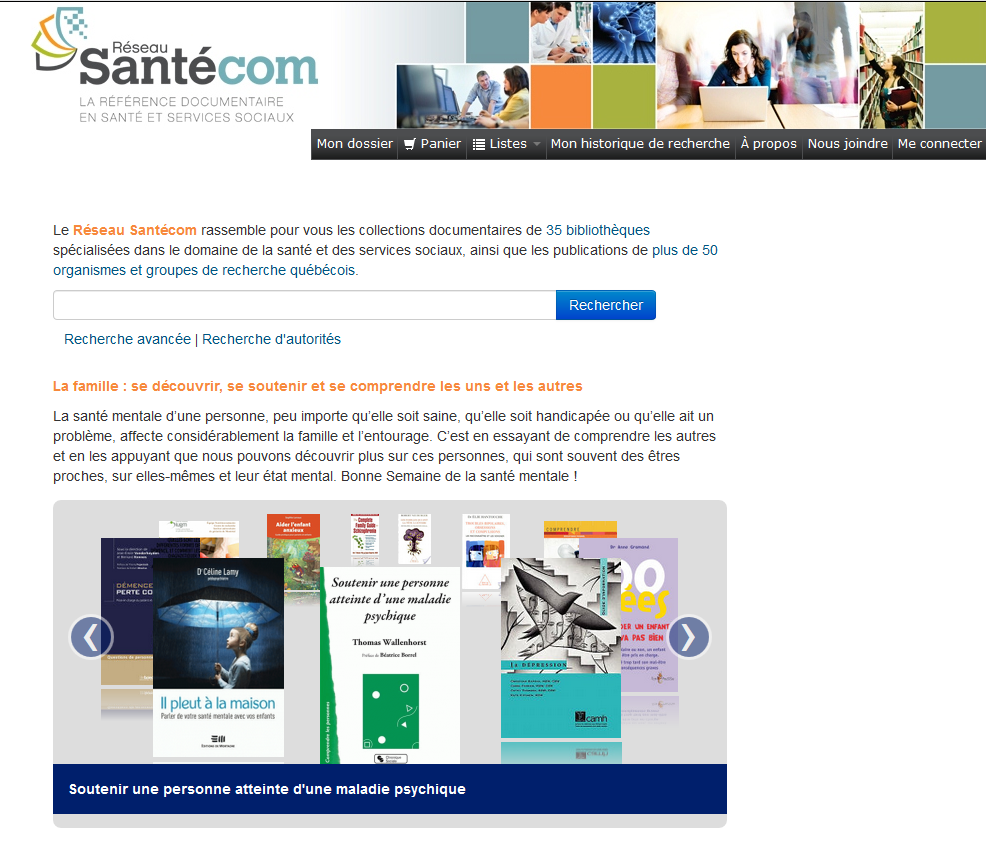 Réseau
Santécom
LA RÉFÉRENCE DOCUMENTAIRE
EN SANTÉ ET SERVICES SOCIAUX
Mon dossier Panier Listes Mon historique de recherche À propos Nous joindre Me connecter
Le Réseau Santécom rassemble pour vous les collections documentaires de 35 bibliothèques
spécialisées dans le domaine de la santé et des services sociaux, ainsi que les publications de plus de 50
organismes et groupes de recherche québécois.
Rechercher
Recherche avancée | Recherche d'autorités
La famille : se découvrir, se soutenir et se comprendre les uns et les autres
La santé mentale d’une personne, peu importe qu’elle soit saine, qu’elle soit handicapée ou qu’elle ait un
problème, affecte considérablement la famille et l’entourage. C’est en essayant de comprendre les autres
et en les appuyant que nous pouvons découvrir plus sur ces personnes, qui sont souvent des êtres
proches, sur elles-mêmes et leur état mental. Bonne Semaine de la santé mentale !
Aider l'enfant
anxieux
COMPRENDRE
DÉMENCE
PERTE CO
Dr Anne Gramond
D'Céline Lamy
Il pleut à la maison
Parler de votre santé mentale avec vos enfants
Soutenir une personne
atteinte d’une maladie
psychique
Thomas Wallenhorst
Préface de Béatrice Borrel
Comprendre les personnes
la DÉPRESSION
camh
Soutenir une personne atteinte d'une maladie psychique